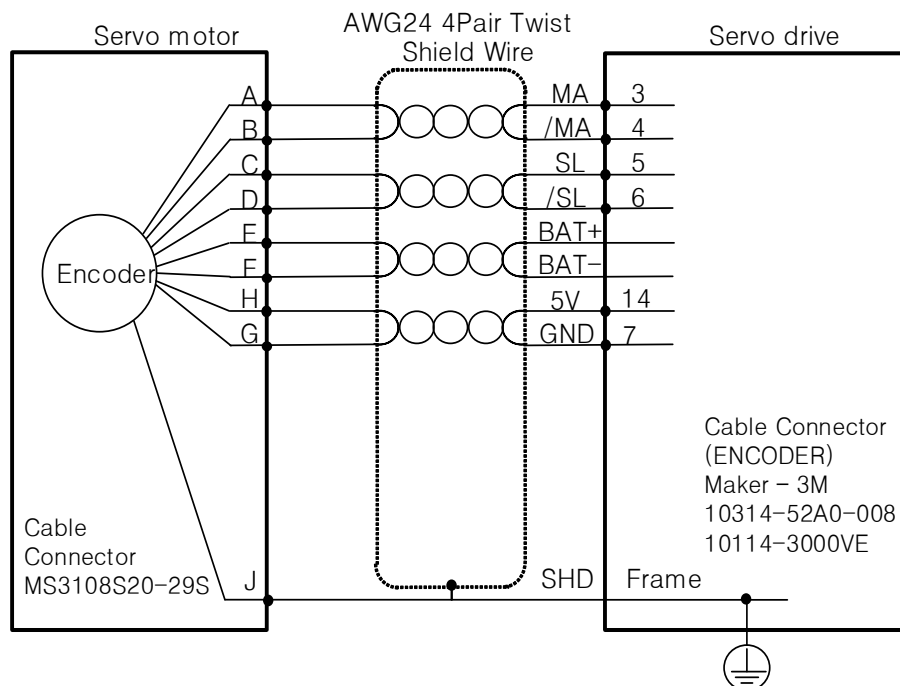 Servo motor
AWG24 4Pair Twist
Shield Wire
Servo drive
A
MA
3
B
/MA
4
C
SL
5
D
/SL
6
E
BAT+
F
BAT-
Encoder
H
5V
14
G
GND
7
Cable Connector
(ENCODER)
Maker - 3M
10314-52A0-008
10114-3000VE
Cable
Connector
MS3108S20-29S
J
SHD
Frame